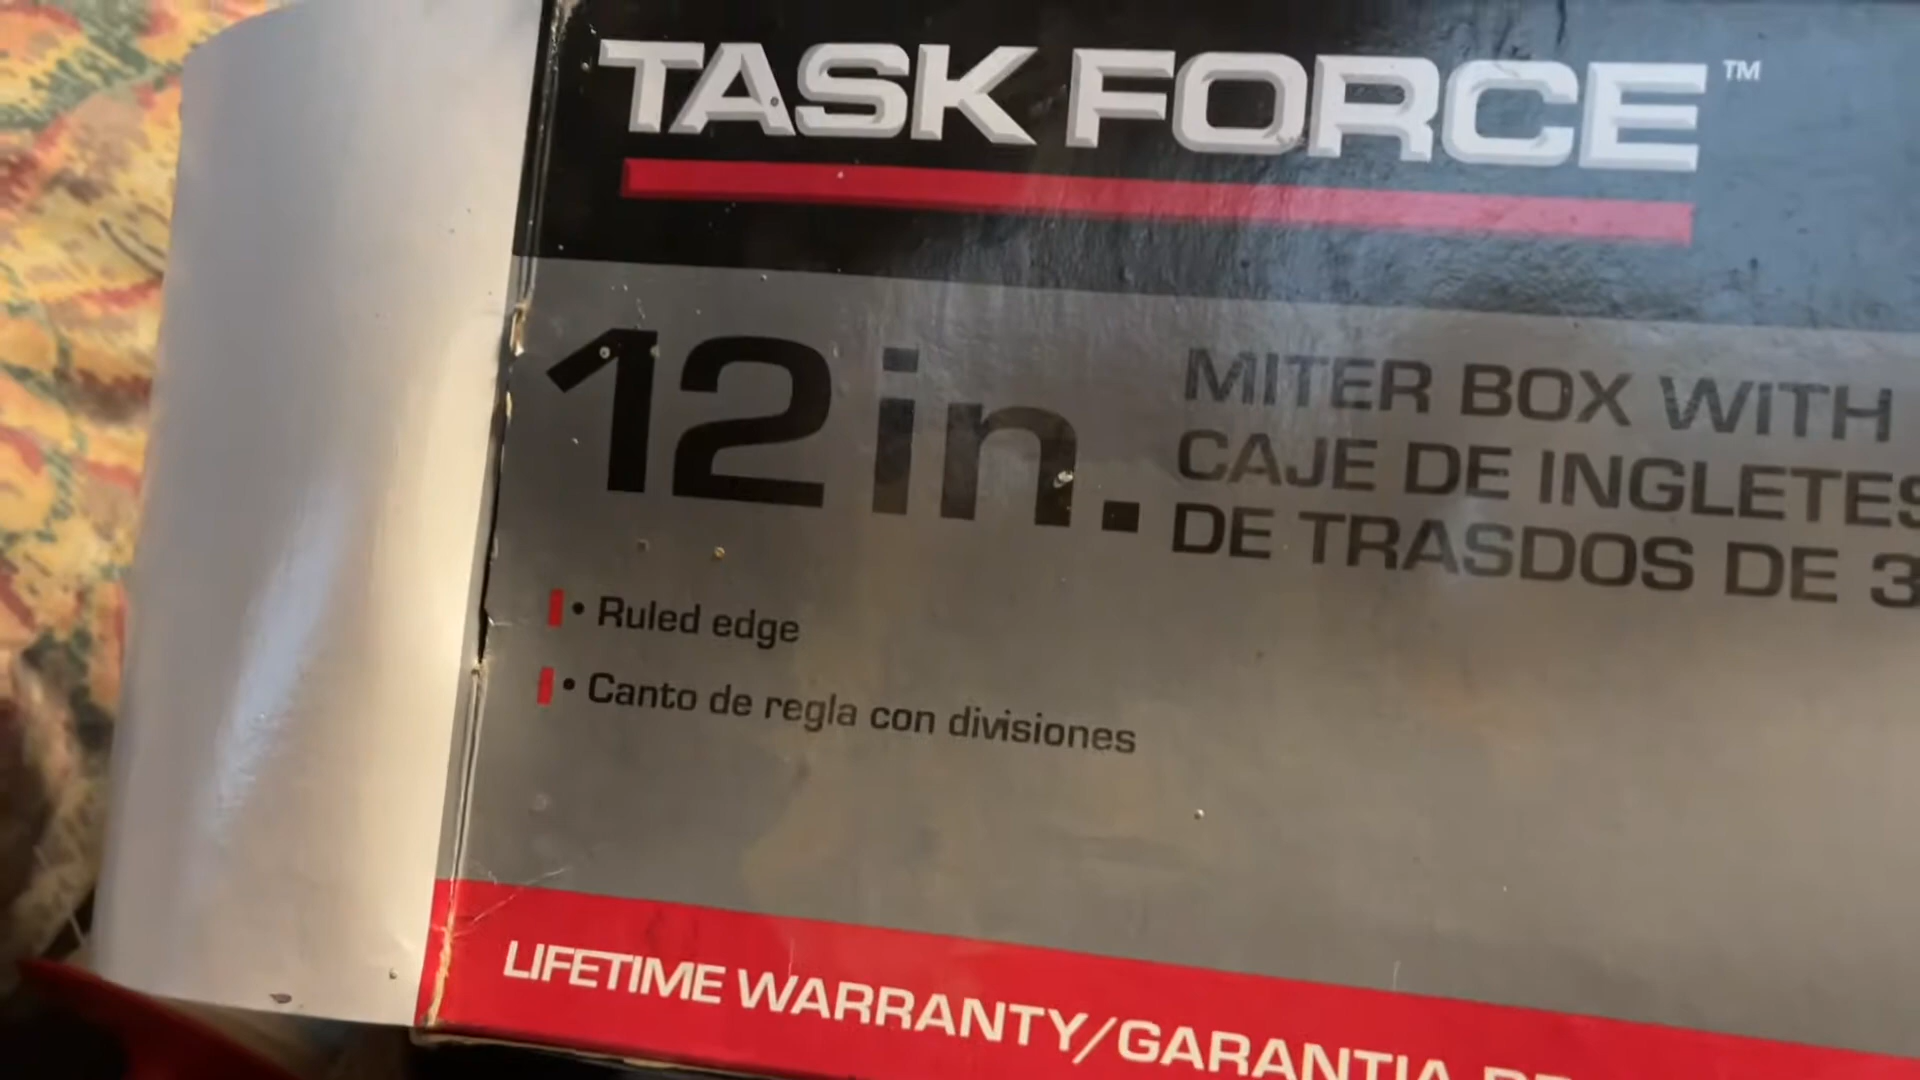 TASK FORCE™
12 in.
MITER BOX WITH
CAJE DE INGLETES
DE TRASDOS DE 3
• Ruled edge
• Canto de regla con divisiones
LIFETIME WARRANTY/GARANTIA